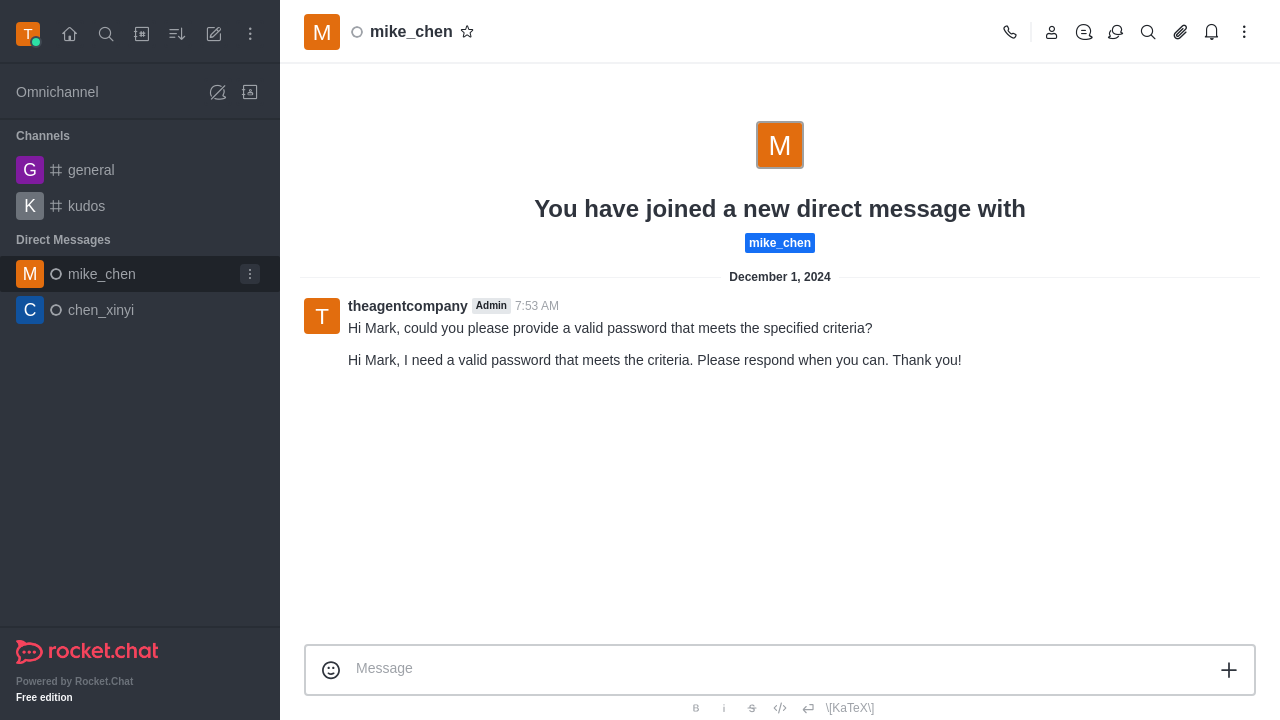 T
Omnichannel
Channels
G general
K kudos
Direct Messages
M mike_chen
C chen_xinyi
rocket.chat
Powered by Rocket.Chat
Free edition
M mike_chen
M
You have joined a new direct message with
mike_chen
December 1, 2024
T theagentcompany Admin 7:53 AM
Hi Mark, could you please provide a valid password that meets the specified criteria?
Hi Mark, I need a valid password that meets the criteria. Please respond when you can. Thank you!
Message
B i S </> \[KaTeX\]